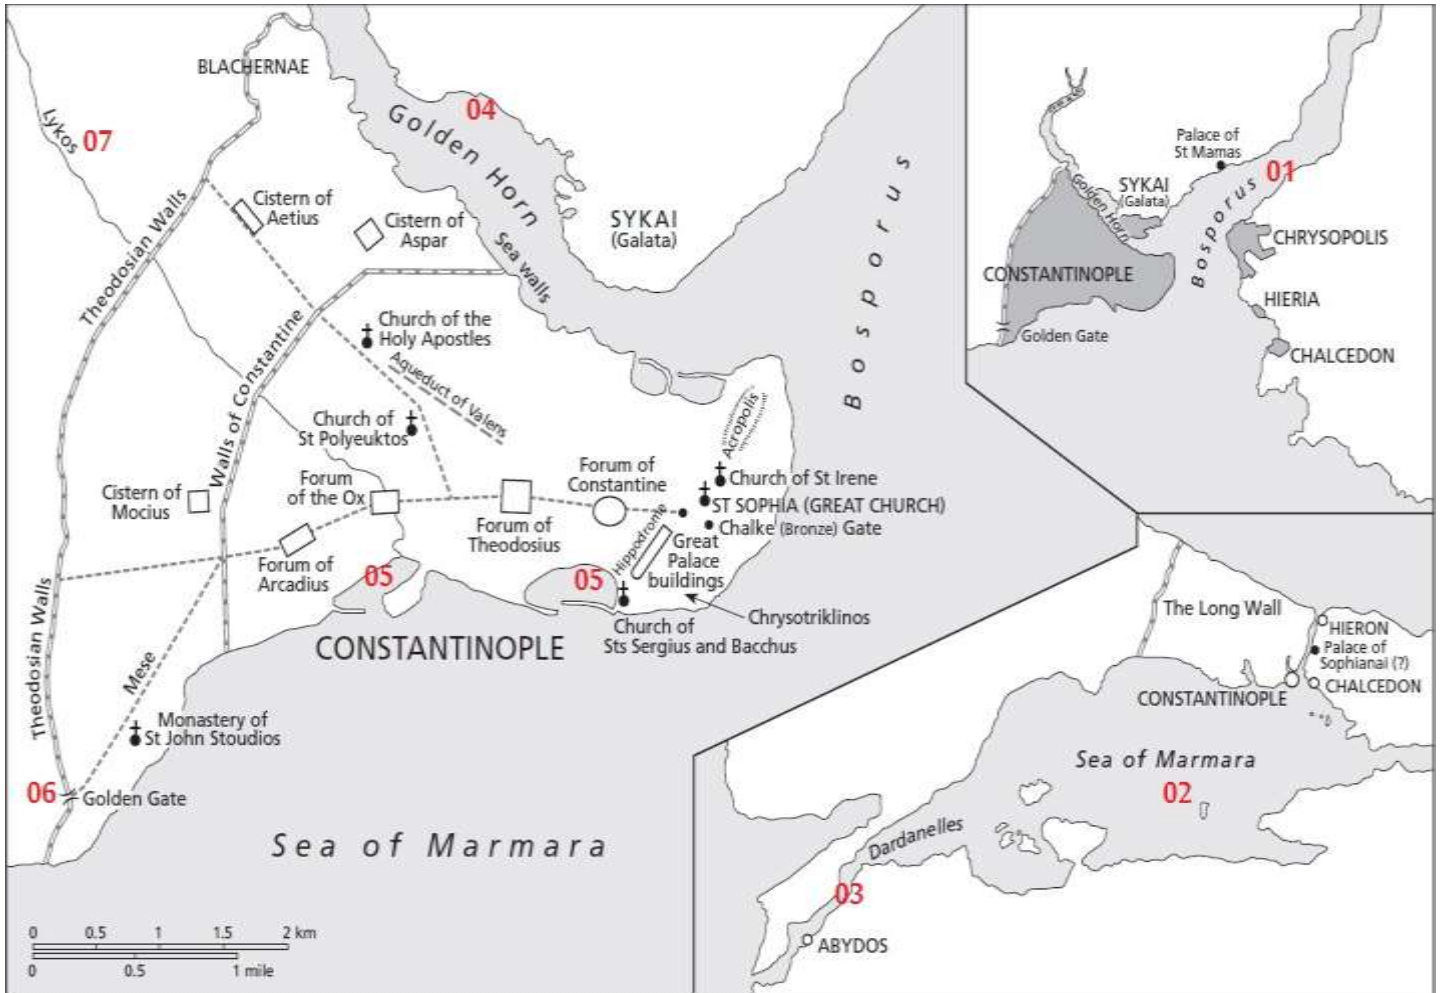 BLACHERNAE
Lykos
07
04
Golden Horn
Bosporus
Cistern of
Aetius
Cistern of
Aspar
SYKAI
(Galata)
Sea walls
Theodosian Walls
Walls of Constantine
Church of the
Holy Apostles
Aqueduct of Valens
Church of
St Polyeuktos
Acropolis
Cistern of
Mocius
Forum
of the Ox
Forum of
Constantine
Church of St Irene
ST SOPHIA (GREAT CHURCH)
Chalke (Bronze) Gate
Forum of
Theodosius
Hippodrome
Great
Palace
buildings
Forum of
Arcadius
05
05
Chrysotriklinos
Church of
Sts Sergius and Bacchus
CONSTANTINOPLE
Theodosian Walls
Mese
Monastery of
St John Stoudios
06
Golden Gate
Sea of Marmara
0 0.5 1 1.5 2 km
0 0.5 1 mile
Palace of
St Mamas
01
Golden Horn
SYKAI
(Galata)
Bosporus
CHRYSOPOLIS
CONSTANTINOPLE
HIERIA
Golden Gate
CHALCEDON
The Long Wall
HIERON
Palace of
Sophianai (?)
CHALCEDON
CONSTANTINOPLE
Sea of Marmara
02
Dardanelles
03
ABYDOS